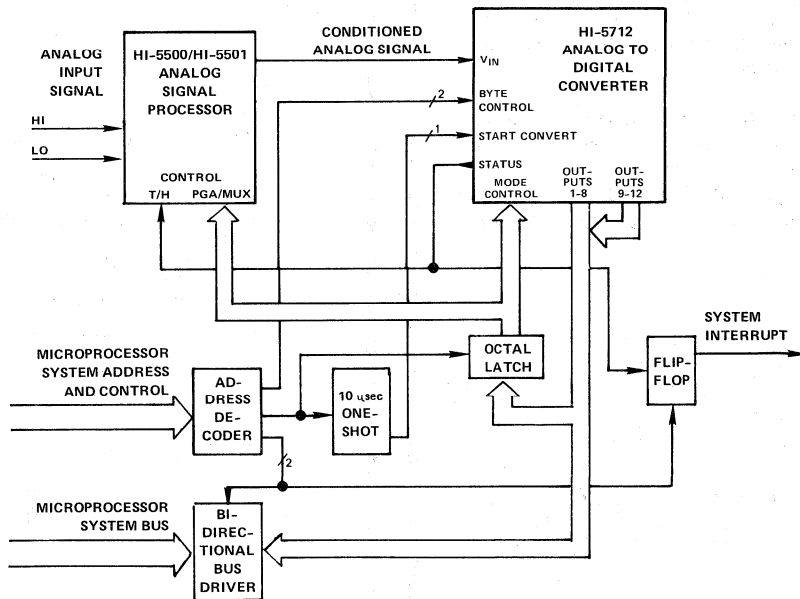 ANALOG
INPUT
SIGNAL
HI
LO
HI-5500/HI-5501
ANALOG
SIGNAL
PROCESSOR
CONTROL
T/H PGA/MUX
CONDITIONED
ANALOG SIGNAL
2
1
HI-5712
ANALOG TO
DIGITAL
CONVERTER
VIN
BYTE
CONTROL
START CONVERT
STATUS
MODE
CONTROL
OUT-
PUTS
1-8
OUT-
PUTS
9-12
MICROPROCESSOR
SYSTEM ADDRESS
AND CONTROL
AD-
DRESS
DE-
CODER
10 μsec
ONE-
SHOT
OCTAL
LATCH
FLIP-
FLOP
SYSTEM
INTERRUPT
2
MICROPROCESSOR
SYSTEM BUS
BI-
DIREC-
TIONAL
BUS
DRIVER